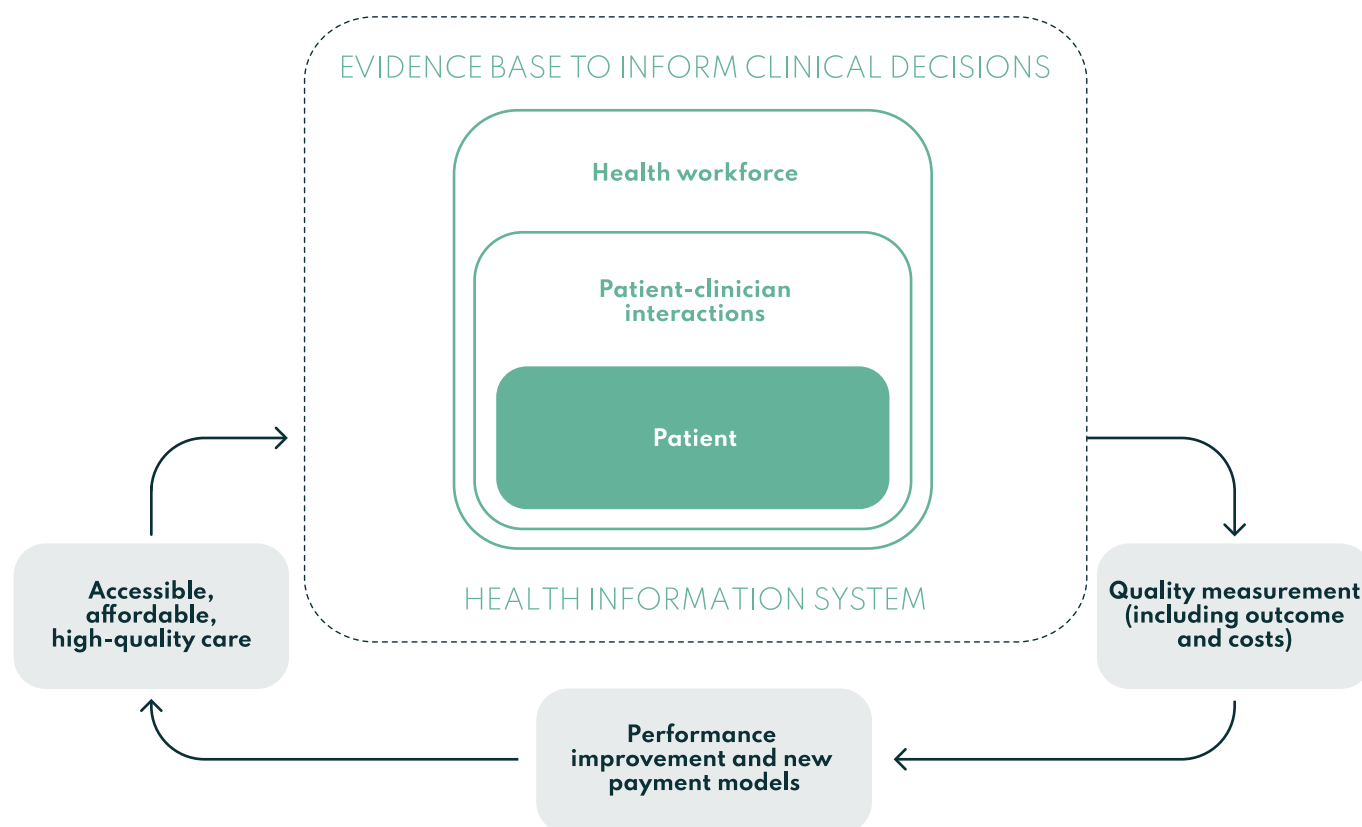 EVIDENCE BASE TO INFORM CLINICAL DECISIONS
Health workforce
Patient-clinician
interactions
Patient
HEALTH INFORMATION SYSTEM
Accessible,
affordable,
high-quality care
Quality measurement
(including outcome
and costs)
Performance
improvement and new
payment models